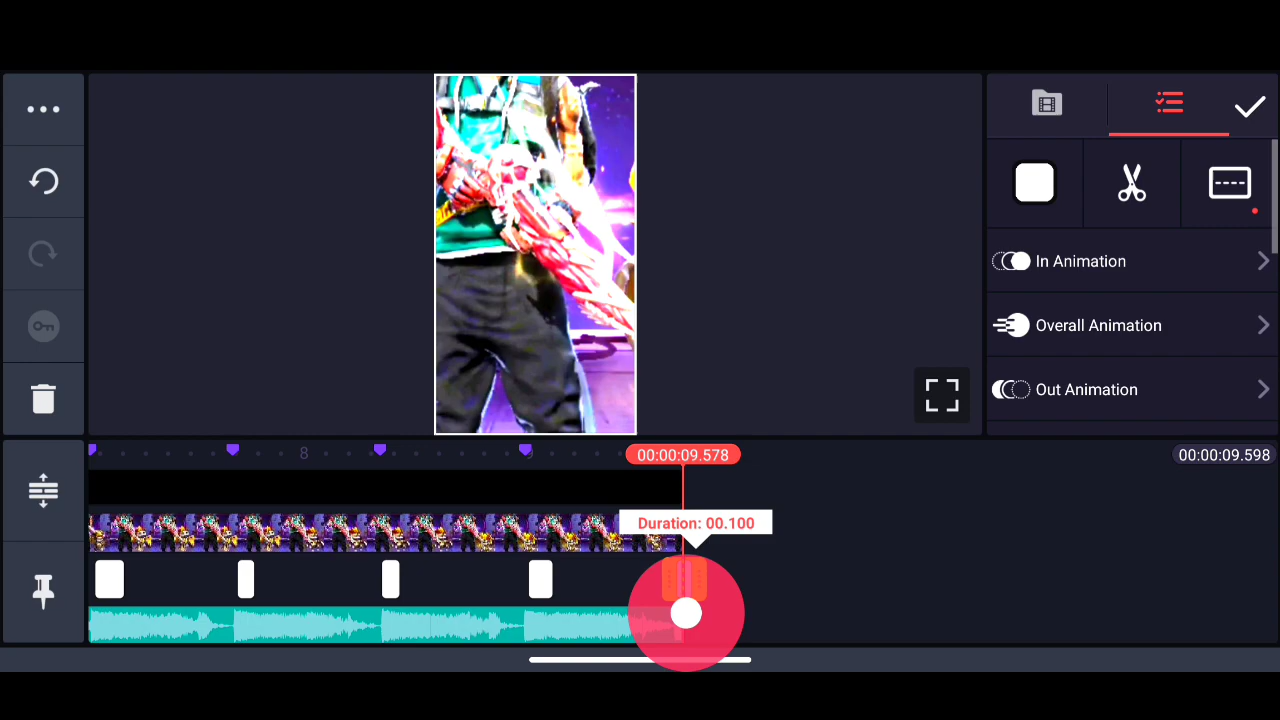 In Animation
Overall Animation
Out Animation
8
00:00:09.578
00:00:09.598
Duration: 00.100